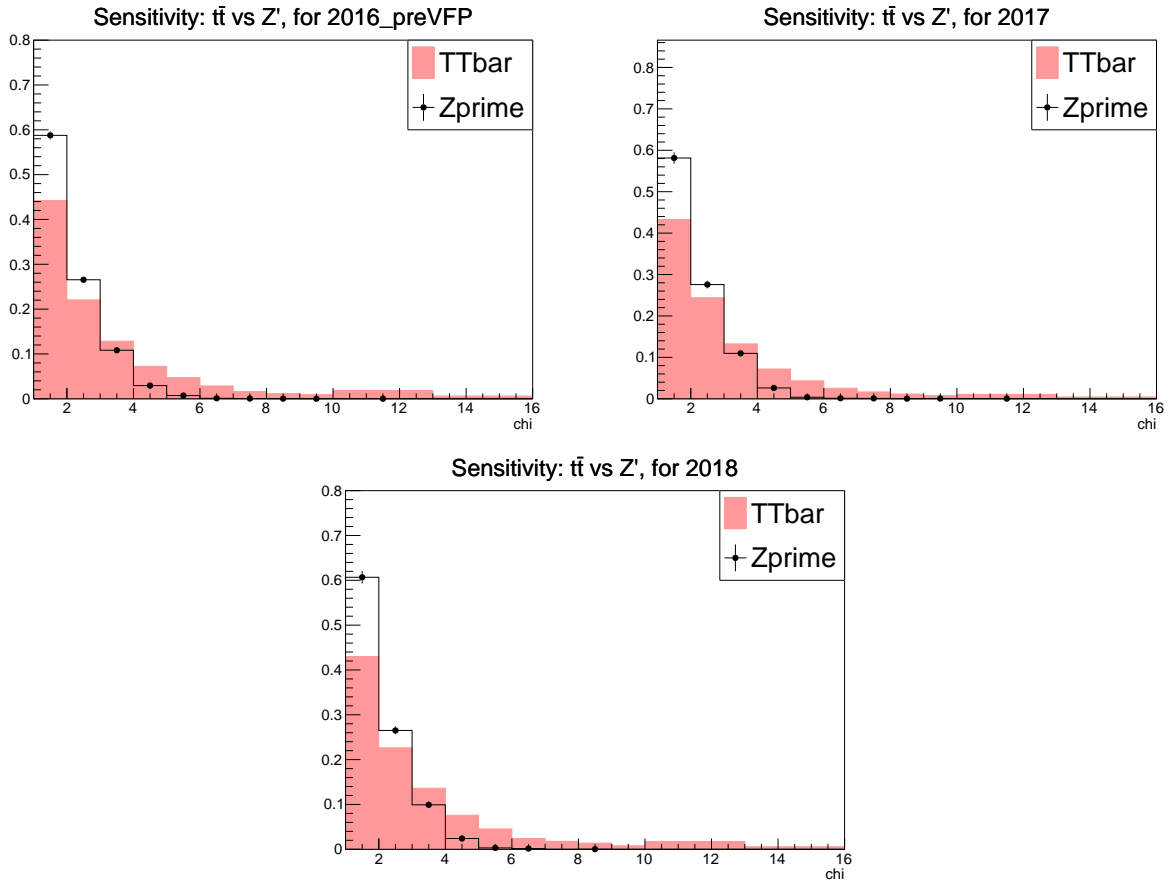 Sensitivity: tt̄ vs Z', for 2016_preVFP
0.8
0.7
0.6
0.5
0.4
0.3
0.2
0.1
0
2 4 6 8 10 12 14 16
chi
TTbar
Zprime
Sensitivity: tt̄ vs Z', for 2017
0.8
0.7
0.6
0.5
0.4
0.3
0.2
0.1
0
2 4 6 8 10 12 14 16
chi
TTbar
Zprime
Sensitivity: tt̄ vs Z', for 2018
0.8
0.7
0.6
0.5
0.4
0.3
0.2
0.1
0
2 4 6 8 10 12 14 16
chi
TTbar
Zprime